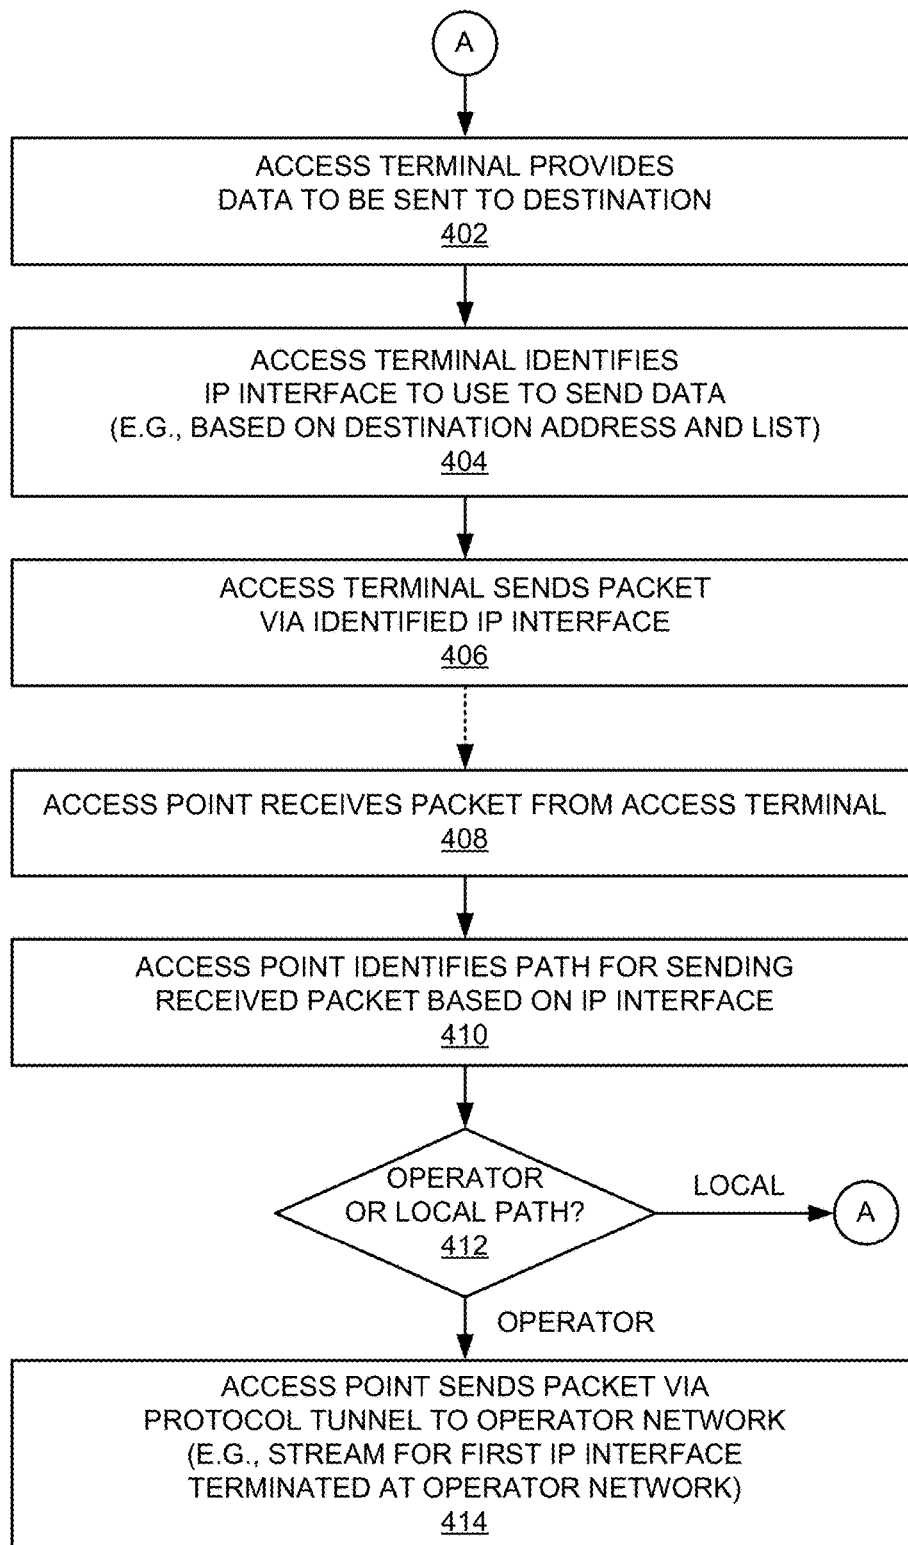 A
ACCESS TERMINAL PROVIDES
DATA TO BE SENT TO DESTINATION
402
ACCESS TERMINAL IDENTIFIES
IP INTERFACE TO USE TO SEND DATA
(E.G., BASED ON DESTINATION ADDRESS AND LIST)
404
ACCESS TERMINAL SENDS PACKET
VIA IDENTIFIED IP INTERFACE
406
ACCESS POINT RECEIVES PACKET FROM ACCESS TERMINAL
408
ACCESS POINT IDENTIFIES PATH FOR SENDING
RECEIVED PACKET BASED ON IP INTERFACE
410
OPERATOR
OR LOCAL PATH?
412
LOCAL
A
OPERATOR
ACCESS POINT SENDS PACKET VIA
PROTOCOL TUNNEL TO OPERATOR NETWORK
(E.G., STREAM FOR FIRST IP INTERFACE
TERMINATED AT OPERATOR NETWORK)
414